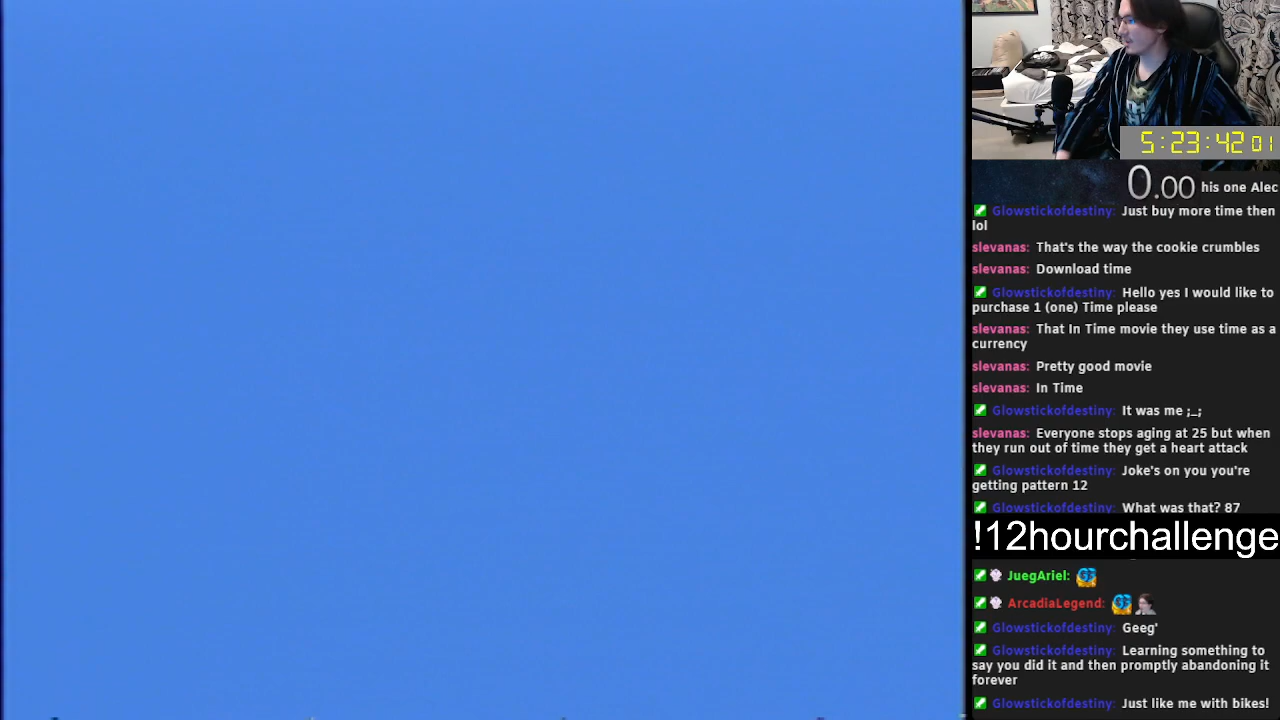 5:23:42 01
0.00 his one Alec
Glowstickofdestiny: Just buy more time then
lol
slevanas: That's the way the cookie crumbles
slevanas: Download time
Glowstickofdestiny: Hello yes I would like to
purchase 1 (one) Time please
slevanas: That In Time movie they use time as a
currency
slevanas: Pretty good movie
slevanas: In Time
Glowstickofdestiny: It was me ;_;
slevanas: Everyone stops aging at 25 but when
they run out of time they get a heart attack
Glowstickofdestiny: Joke's on you you're
getting pattern 12
Glowstickofdestiny: What was that? 87
!12hourchallenge
JuegAriel:
ArcadiaLegend:
Glowstickofdestiny: Geeg'
Glowstickofdestiny: Learning something to
say you did it and then promptly abandoning it
forever
Glowstickofdestiny: Just like me with bikes!